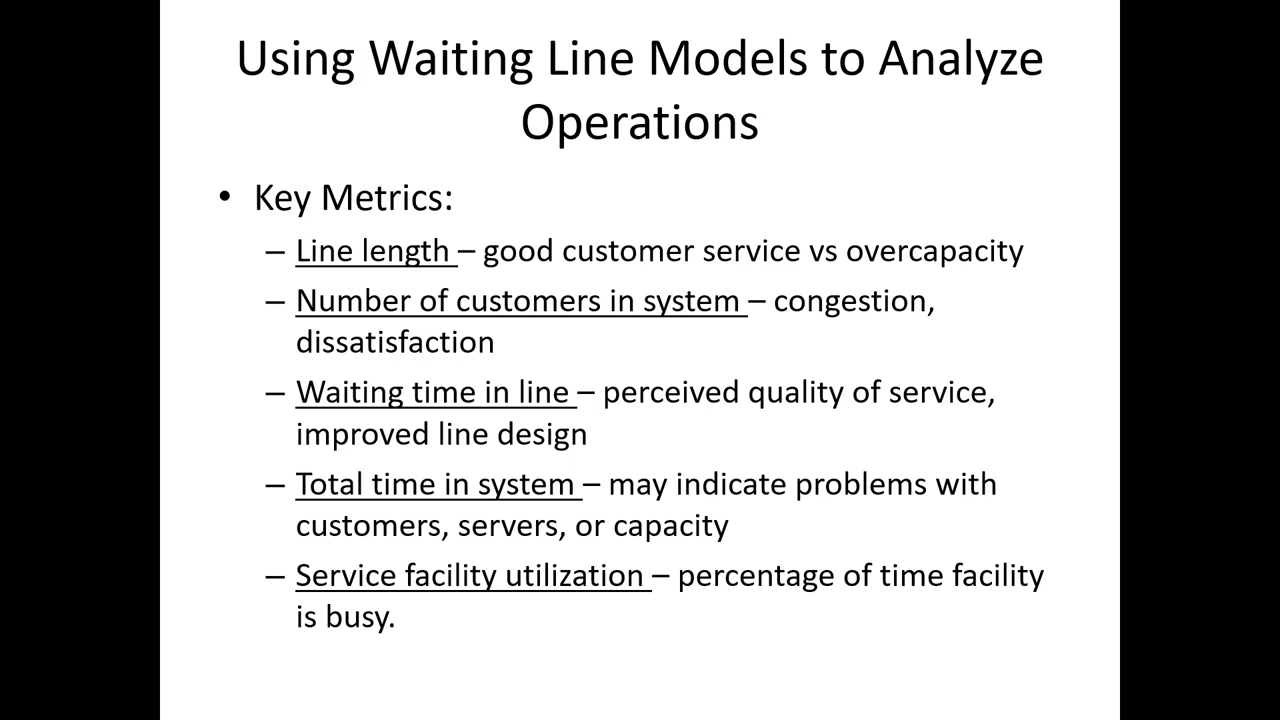 Using Waiting Line Models to Analyze
Operations
• Key Metrics:
– Line length – good customer service vs overcapacity
– Number of customers in system – congestion,
dissatisfaction
– Waiting time in line – perceived quality of service,
improved line design
– Total time in system – may indicate problems with
customers, servers, or capacity
– Service facility utilization – percentage of time facility
is busy.